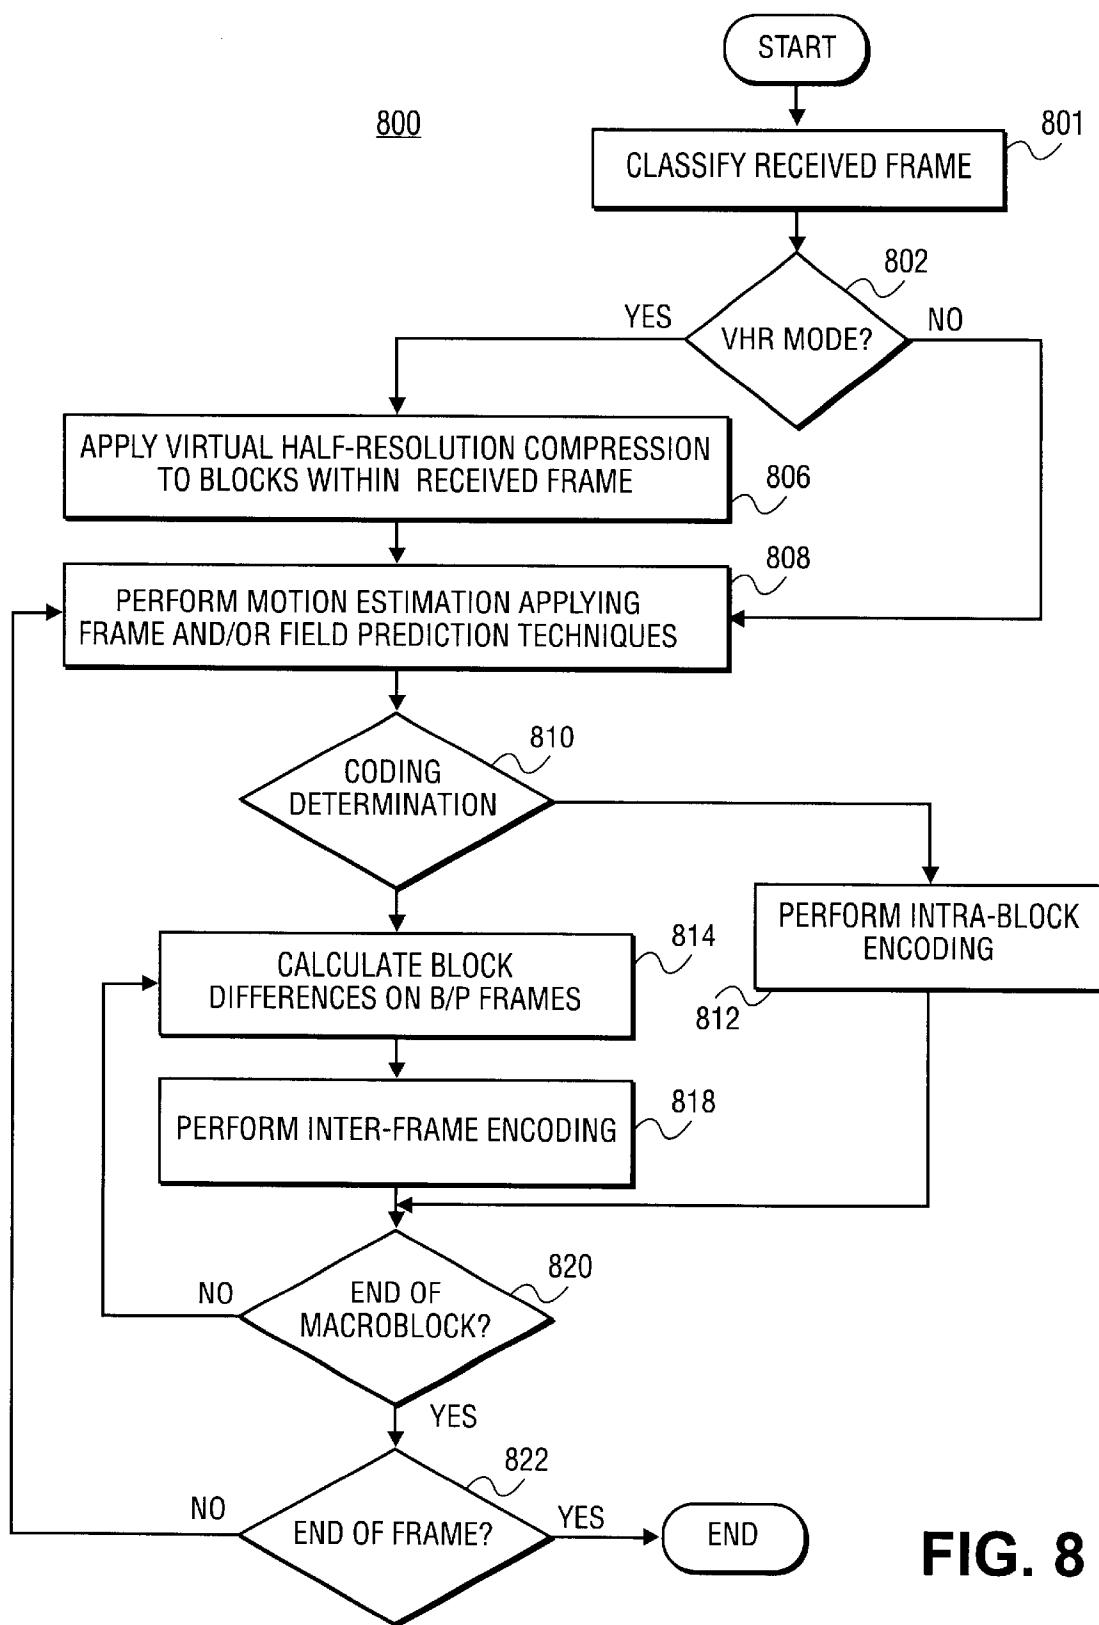 START
800
801
CLASSIFY RECEIVED FRAME
802
YES
NO
VHR MODE?
APPLY VIRTUAL HALF-RESOLUTION COMPRESSION
TO BLOCKS WITHIN RECEIVED FRAME
806
808
PERFORM MOTION ESTIMATION APPLYING
FRAME AND/OR FIELD PREDICTION TECHNIQUES
810
CODING
DETERMINATION
PERFORM INTRA-BLOCK
ENCODING
812
814
CALCULATE BLOCK
DIFFERENCES ON B/P FRAMES
818
PERFORM INTER-FRAME ENCODING
820
NO
END OF
MACROBLOCK?
YES
822
NO
END OF FRAME?
YES
END
FIG. 8